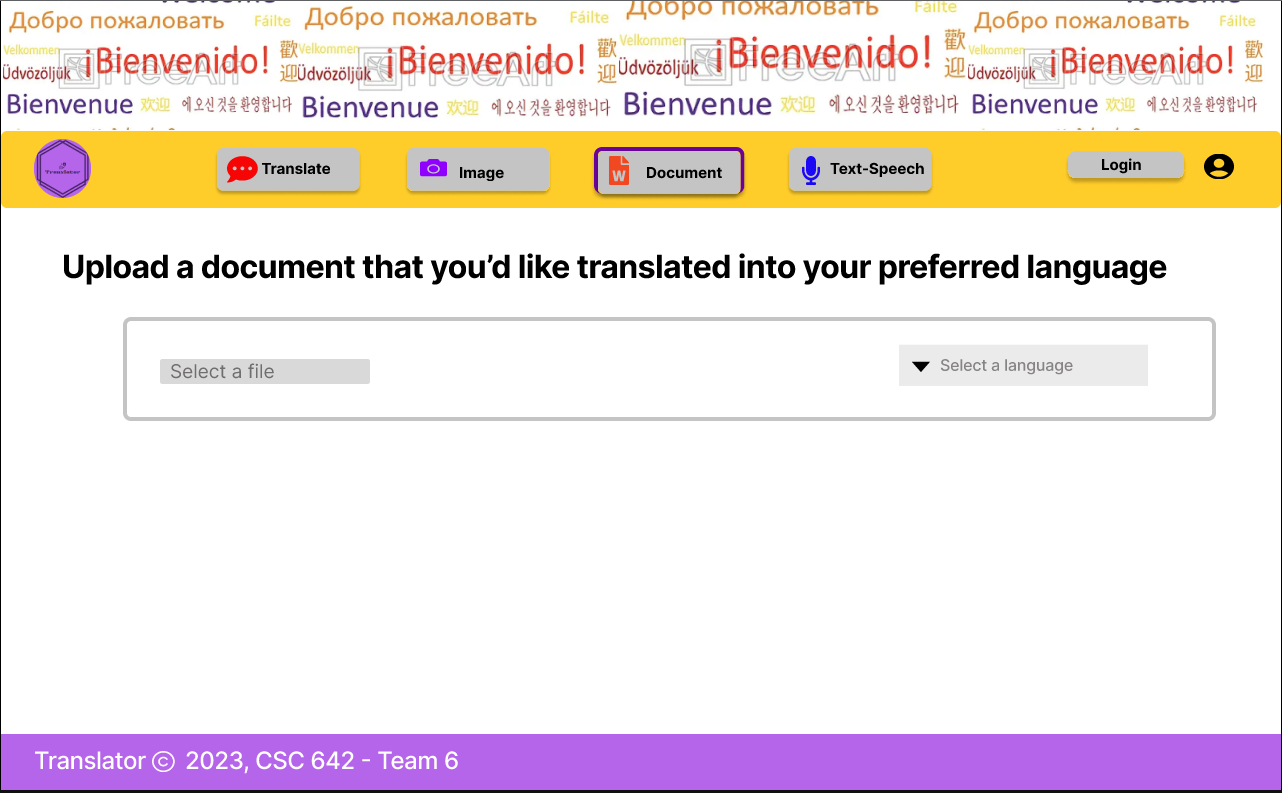 Добро пожаловать Fáilte Добро пожаловать Fáilte Добро пожаловать Fáilte Добро пожаловать Fáilte
Velkommen ¡Bienvenido! 歡迎 Velkommen ¡Bienvenido! 歡迎 Velkommen ¡Bienvenido! 歡迎 Velkommen ¡Bienvenido! 歡迎
Üdvözöljük Üdvözöljük Üdvözöljük Üdvözöljük
Bienvenue 欢迎 에 오신 것을 환영합니다 Bienvenue 欢迎 에 오신 것을 환영합니다 Bienvenue 欢迎 에 오신 것을 환영합니다 Bienvenue 欢迎 에 오신 것을 환영합니다
Translator
Translate
Image
Document
Text-Speech
Login
Upload a document that you’d like translated into your preferred language
Select a file
Select a language
Translator © 2023, CSC 642 - Team 6